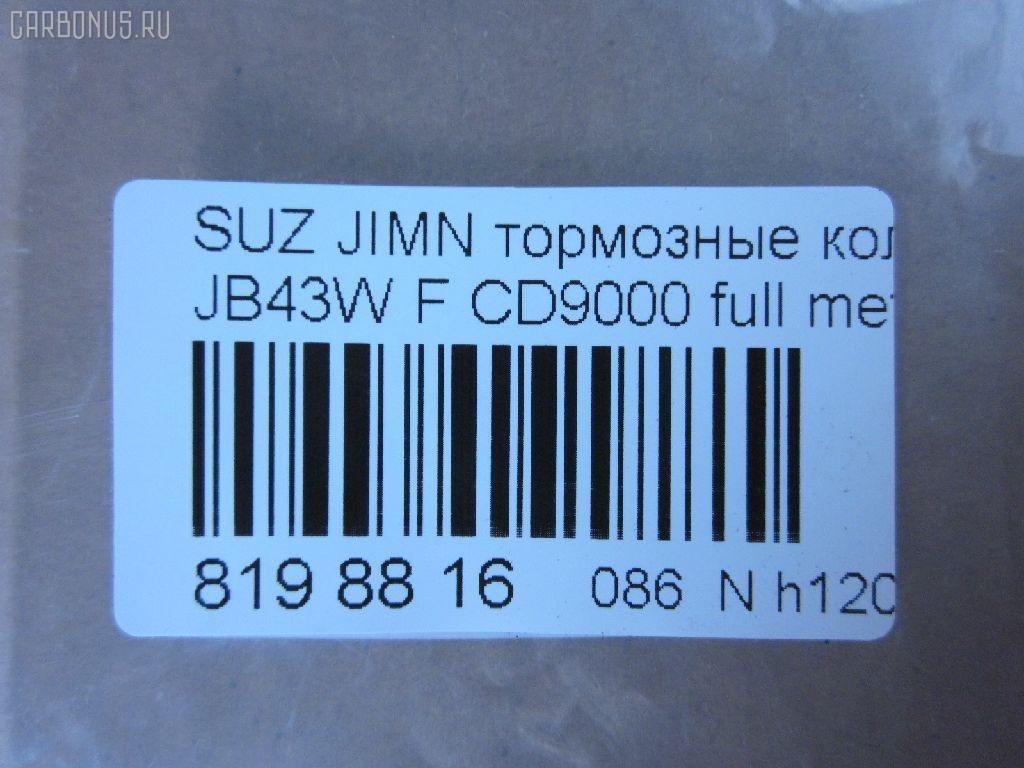 CARBONUS.RU
SUZ JIMN тормозные кол
JB43W F CD9000 full me
819 88 16 086 N h120